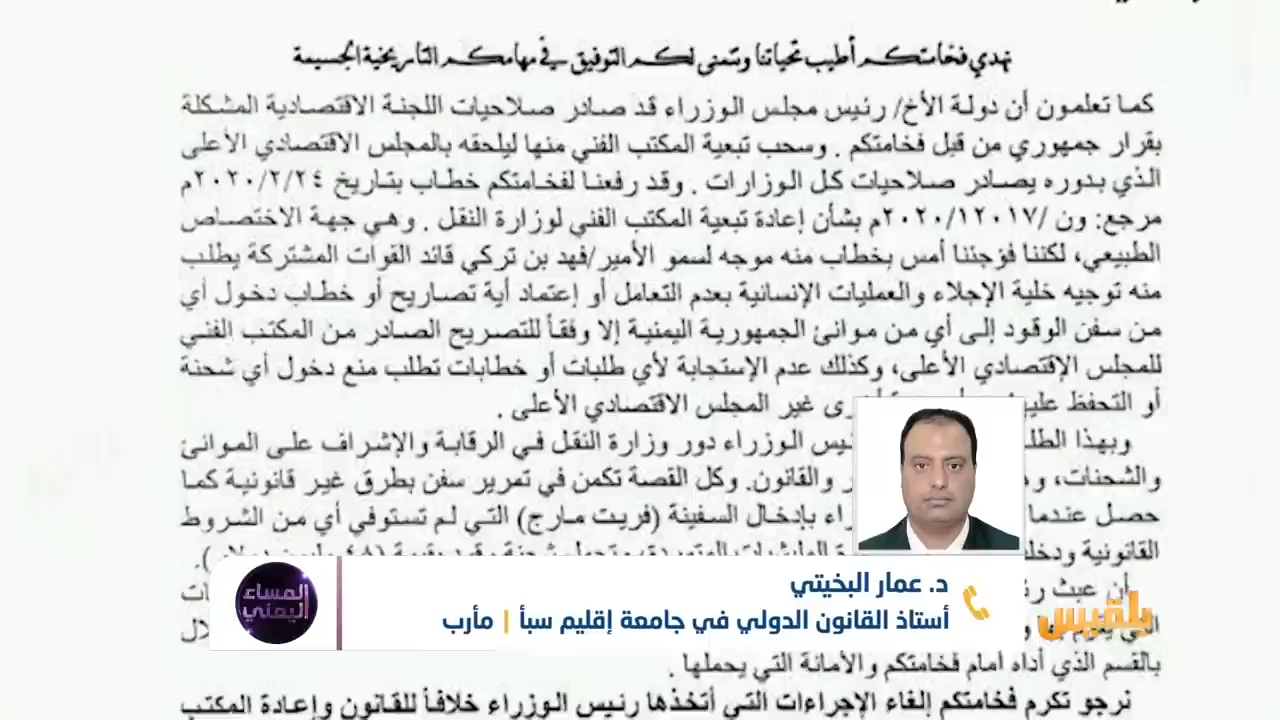 نهدي فخامتكم أطيب تحياتنا ونتمنى لكم التوفيق في مهامكم التاريخية الجسيمة
كما تعلمون أن دولة الأخ/ رئيس مجلس الوزراء قد صادر صلاحيات اللجنة الاقتصادية المشكلة
بقرار جمهوري من قبل فخامتكم . وسحب تبعية المكتب الفني منها ليلحقه بالمجلس الاقتصادي الأعلى
الذي بدوره يصادر صلاحيات كل الوزارات . وقد رفعنا لفخامتكم خطاب بتاريخ ٢٠٢٠/٢/٢٤م
مرجع: ون /٢٠٢٠/١٢٠١٧م بشأن إعادة تبعية المكتب الفني لوزارة النقل . وهي جهة الاختصاص
الطبيعي، لكننا فوجئنا أمس بخطاب منه موجه لسمو الأمير/فهد بن تركي قائد القوات المشتركة يطلب
منه توجيه خلية الإجلاء والعمليات الإنسانية بعدم التعامل أو إعتماد أية تصاريح أو خطاب دخول أي
من سفن الوقود إلى أي من موانئ الجمهورية اليمنية إلا وفقاً للتصريح الصادر من المكتب الفني
للمجلس الإقتصادي الأعلى، وكذلك عدم الإستجابة لأي طلبات أو خطابات تطلب منع دخول أي شحنة
أو التحفظ غير المجلس الاقتصادي الأعلى .
وبهذا الوزراء دور وزارة النقل في الرقابة والإشراف على الموانئ
والشحنات، والقانون. وكل القصة تكمن في تمرير سفن بطرق غير قانونية كما
حصل عندما بإدخال السفينة (فريت مارج) التي لم تستوفي أي من الشروط
القانونية
أن عبث
بالقسم الذي أداه أمام فخامتكم والأمانة التي يحملها .
نرجو تكرم فخامتكم إلغاء الإجراءات التي أتخذها رئيس الوزراء خلافاً للقانون وإعادة المكتب
د. عمار البخيتي
أستاذ القانون الدولي في جامعة إقليم سبأ | مأرب
المساء اليمني
بلقيس